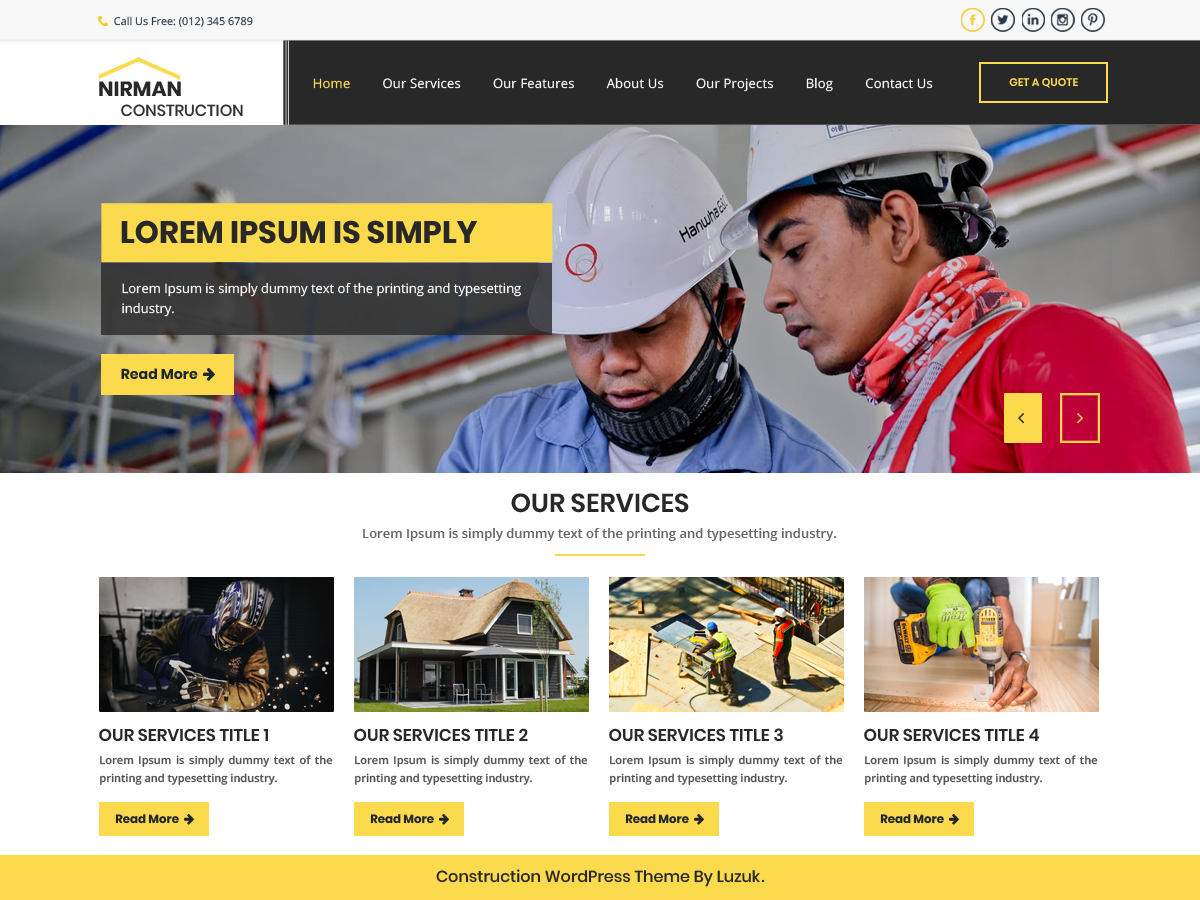 Call Us Free: (012) 345 6789
NIRMAN
CONSTRUCTION
Home Our Services Our Features About Us Our Projects Blog Contact Us
GET A QUOTE
LOREM IPSUM IS SIMPLY
Lorem Ipsum is simply dummy text of the printing and typesetting
industry.
Read More
Hanwha
OUR SERVICES
Lorem Ipsum is simply dummy text of the printing and typesetting industry.
OUR SERVICES TITLE 1
Lorem Ipsum is simply dummy text of the
printing and typesetting industry.
Read More
OUR SERVICES TITLE 2
Lorem Ipsum is simply dummy text of the
printing and typesetting industry.
Read More
OUR SERVICES TITLE 3
Lorem Ipsum is simply dummy text of the
printing and typesetting industry.
Read More
OUR SERVICES TITLE 4
Lorem Ipsum is simply dummy text of the
printing and typesetting industry.
Read More
Construction WordPress Theme By Luzuk.